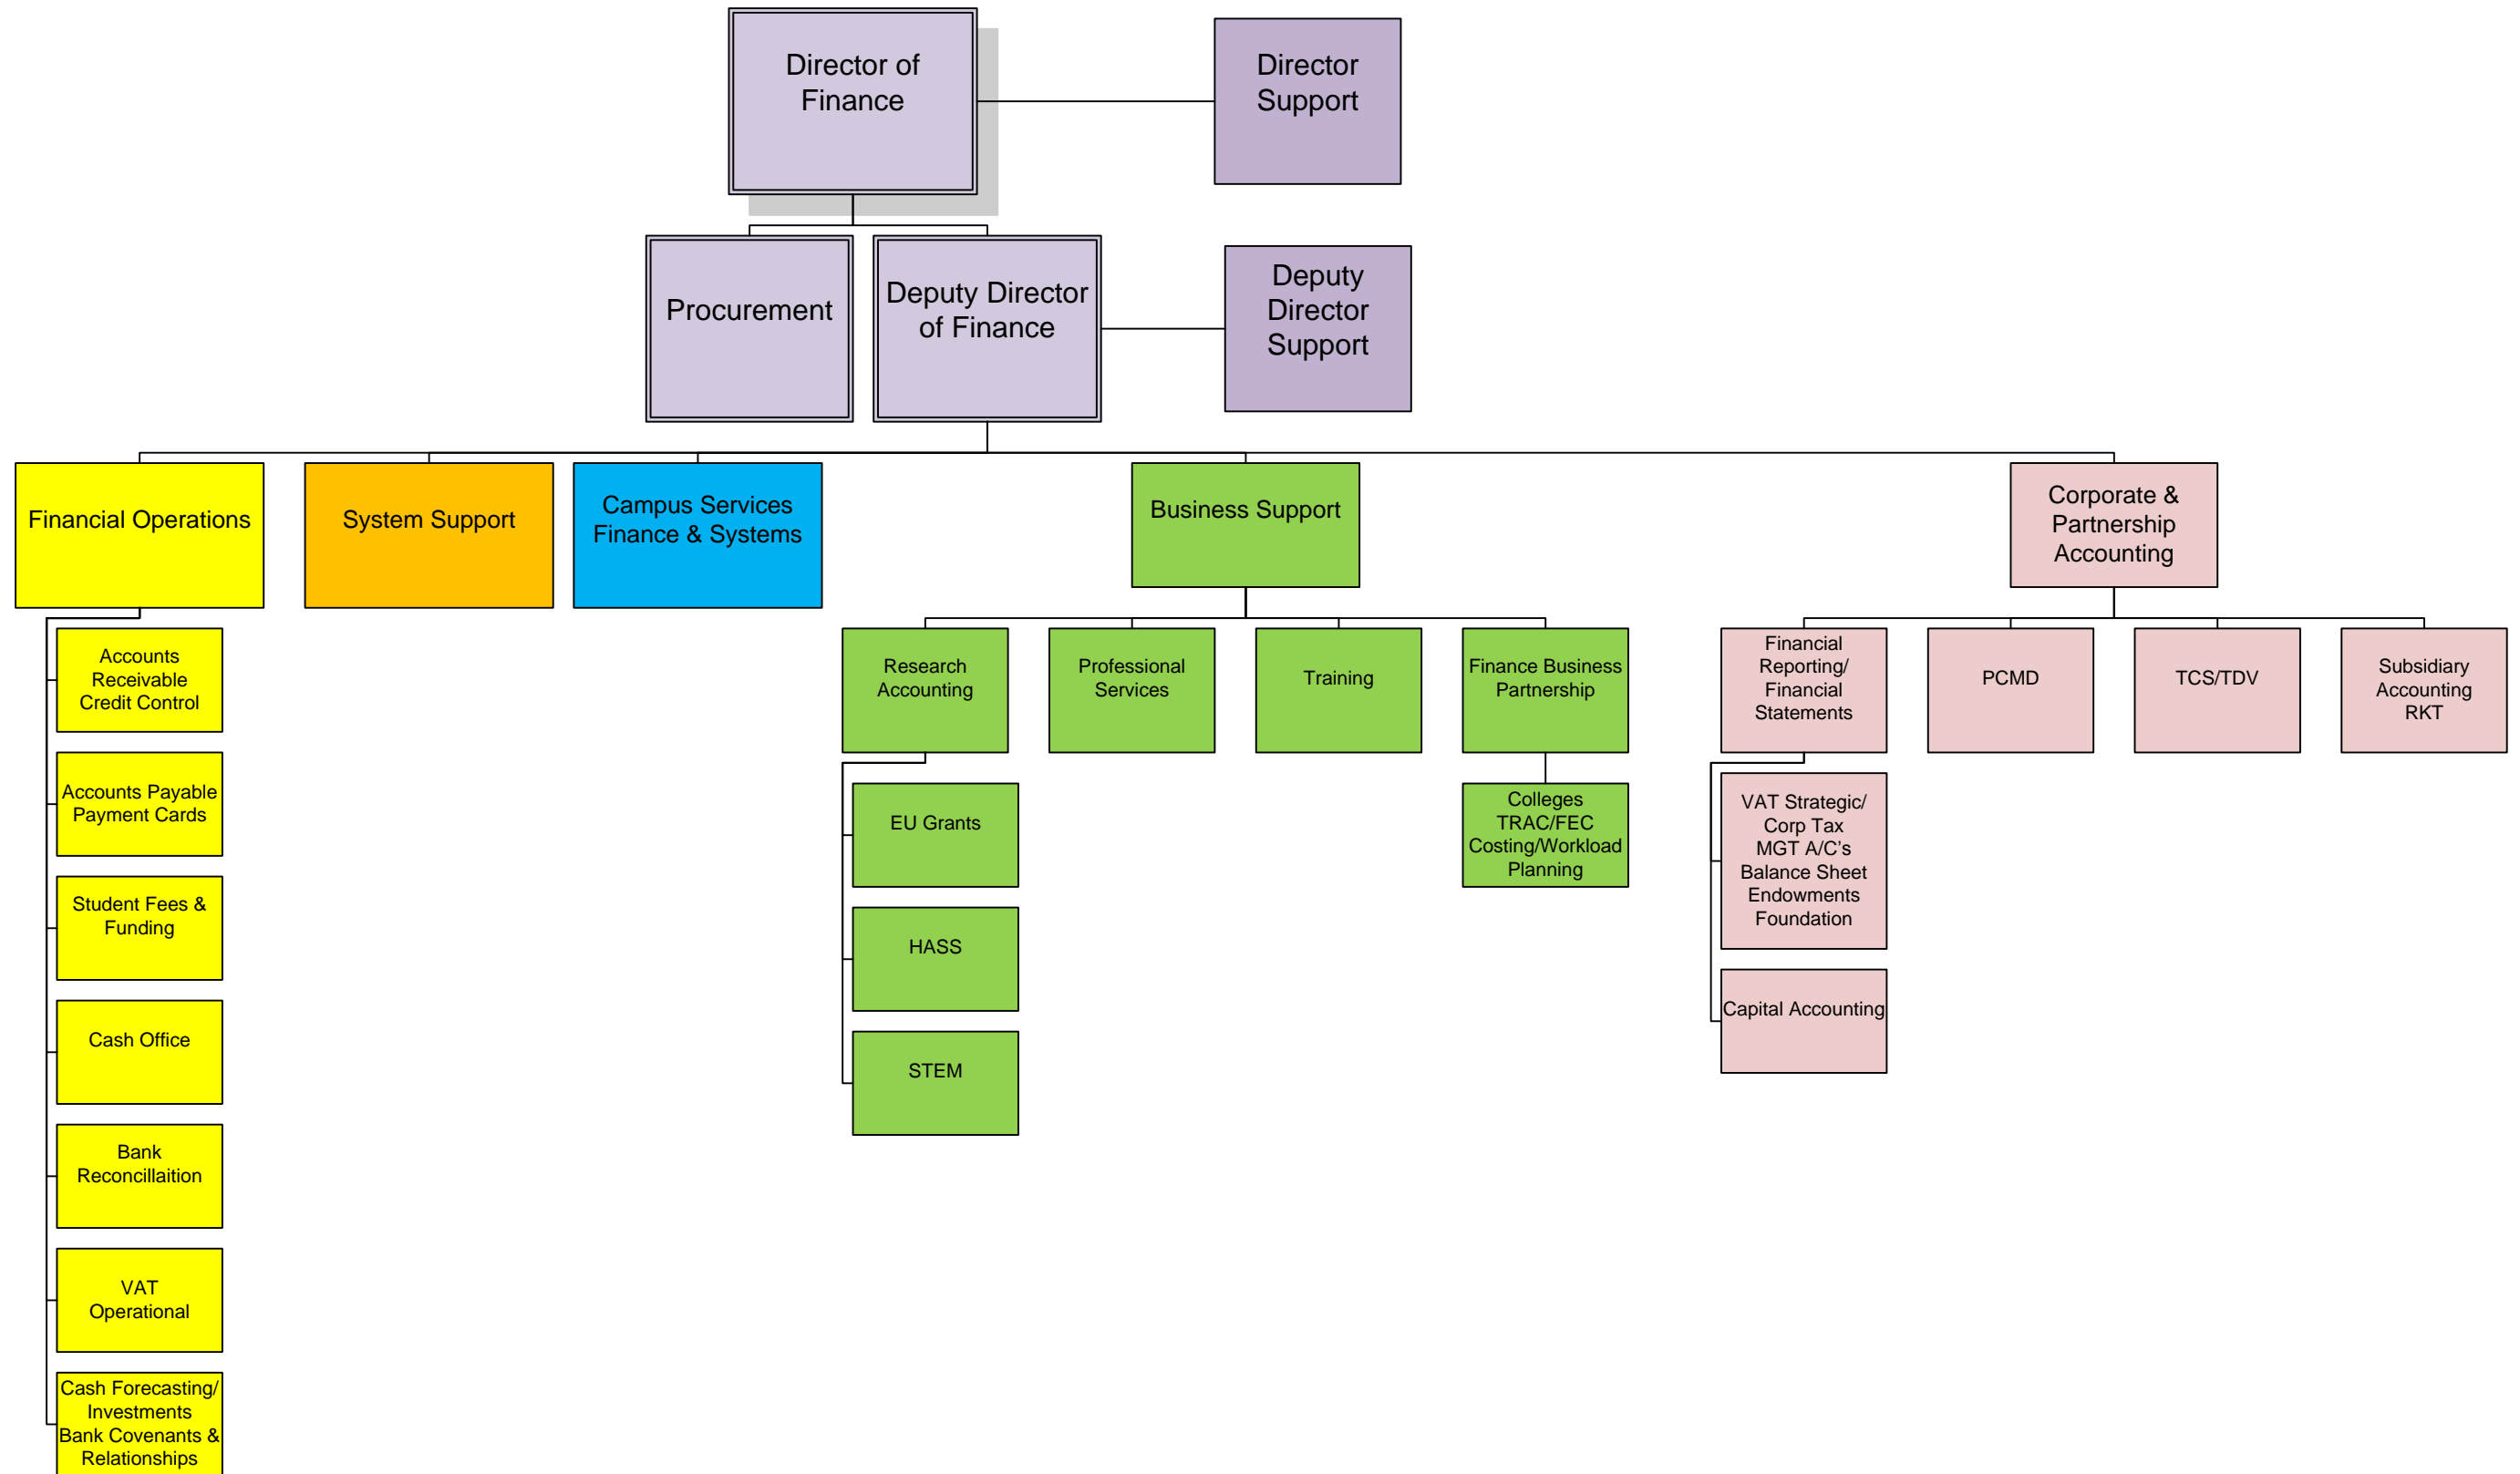 Director of
Finance
Director
Support
Procurement
Deputy Director
of Finance
Deputy
Director
Support
Financial Operations
System Support
Campus Services
Finance & Systems
Business Support
Corporate &
Partnership
Accounting
Accounts
Receivable
Credit Control
Accounts Payable
Payment Cards
Student Fees &
Funding
Cash Office
Bank
Reconcillaition
VAT
Operational
Cash Forecasting/
Investments
Bank Covenants &
Relationships
Research
Accounting
Professional
Services
Training
Finance Business
Partnership
EU Grants
HASS
STEM
Colleges
TRAC/FEC
Costing/Workload
Planning
Financial
Reporting/
Financial
Statements
PCMD
TCS/TDV
Subsidiary
Accounting
RKT
VAT Strategic/
Corp Tax
MGT A/C's
Balance Sheet
Endowments
Foundation
Capital Accounting